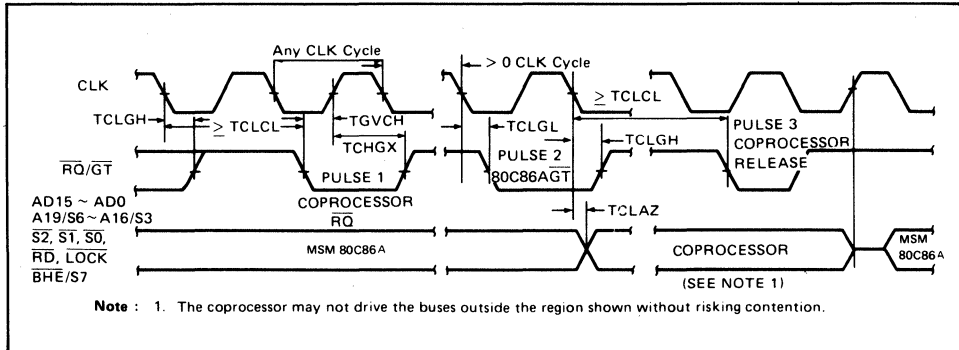 Any CLK Cycle
> 0 CLK Cycle
CLK
≥ TCLCL
TCLGH
≥ TCLCL
TGVCH
TCHGX
TCLGL
TCLGH
PULSE 3
COPROCESSOR
RELEASE
RQ/GT
PULSE 1
COPROCESSOR
RQ
PULSE 2
80C86AGT
TCLAZ
AD15 ~ AD0
A19/S6~A16/S3
S2, S1, S0,
RD, LOCK
BHE/S7
MSM 80C86A
COPROCESSOR
(SEE NOTE 1)
MSM
80C86A
Note : 1. The coprocessor may not drive the buses outside the region shown without risking contention.